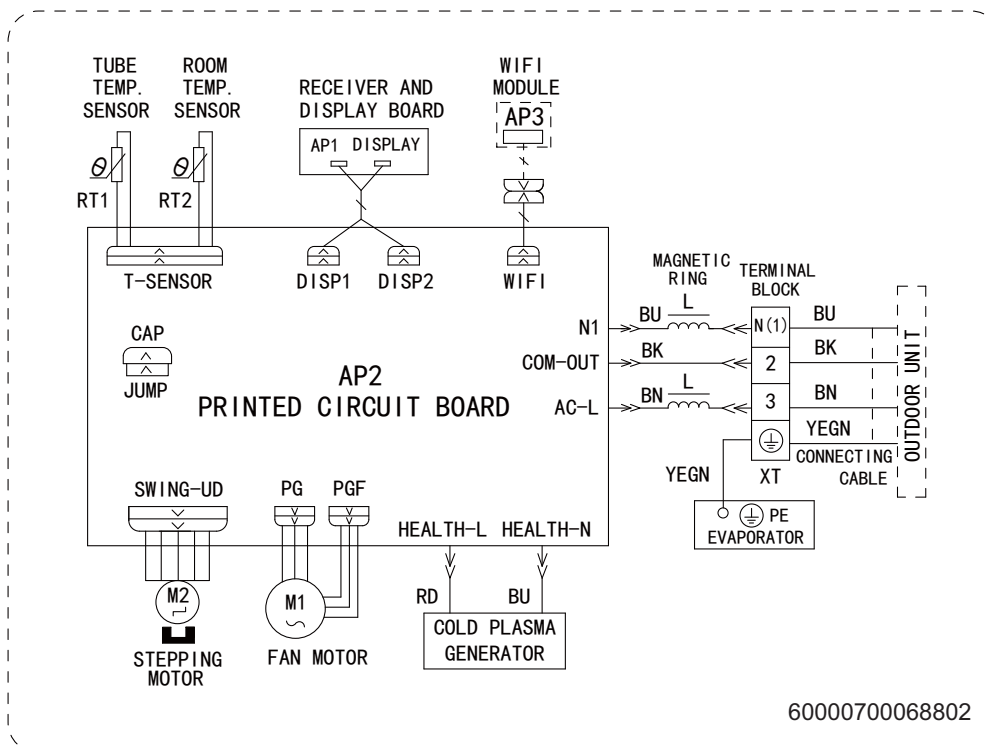 TUBE
TEMP.
SENSOR
ROOM
TEMP.
SENSOR
RECEIVER AND
DISPLAY BOARD
WIFI
MODULE
AP3
AP1 DISPLAY
θ
RT1
θ
RT2
T-SENSOR
DISP1
DISP2
WIFI
MAGNETIC
RING
TERMINAL
BLOCK
CAP
JUMP
AP2
PRINTED CIRCUIT BOARD
N1
BU
L
N(1)
BU
COM-OUT
BK
2
BK
AC-L
BN
L
3
BN
YEGN
OUTDOOR UNIT
CONNECTING
CABLE
XT
YEGN
PE
EVAPORATOR
SWING-UD
PG
PGF
HEALTH-L
HEALTH-N
M2
M1
RD
BU
COLD PLASMA
GENERATOR
STEPPING
MOTOR
FAN MOTOR
60000700068802